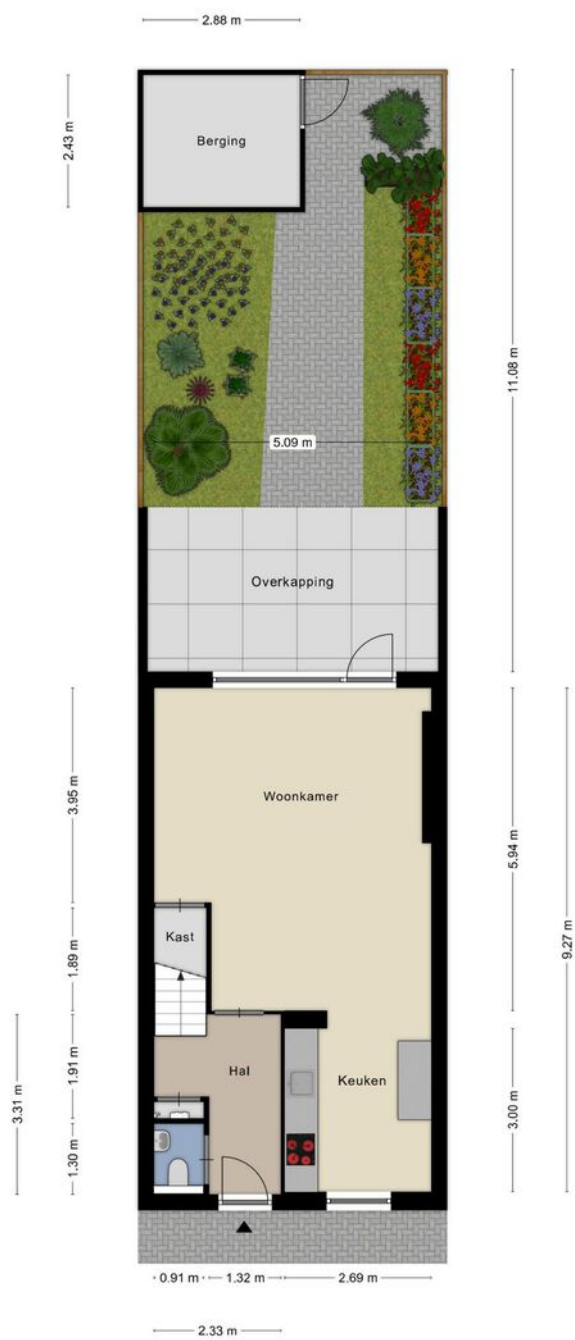 2.88 m
2.43 m
Berging
11.08 m
5.09 m
Overkapping
Woonkamer
3.95 m
5.94 m
9.27 m
Kast
1.89 m
Hal
Keuken
1.91 m
3.31 m
3.00 m
1.30 m
0.91 m
1.32 m
2.69 m
2.33 m